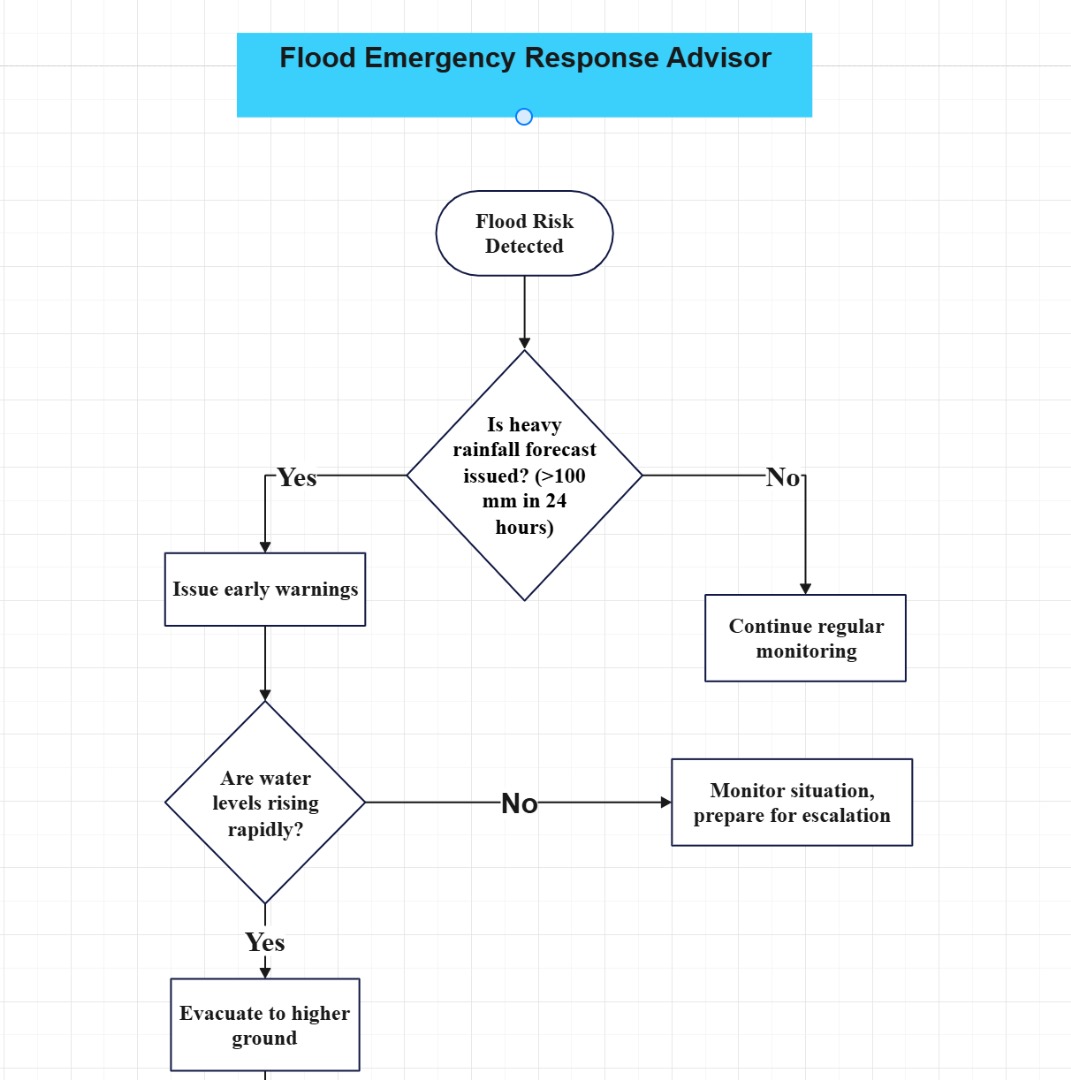 Flood Emergency Response Advisor
Flood Risk
Detected
Is heavy
rainfall forecast
issued? (>100
mm in 24
hours)
Yes
No
Issue early warnings
Continue regular
monitoring
Are water
levels rising
rapidly?
No
Monitor situation,
prepare for escalation
Yes
Evacuate to higher
ground